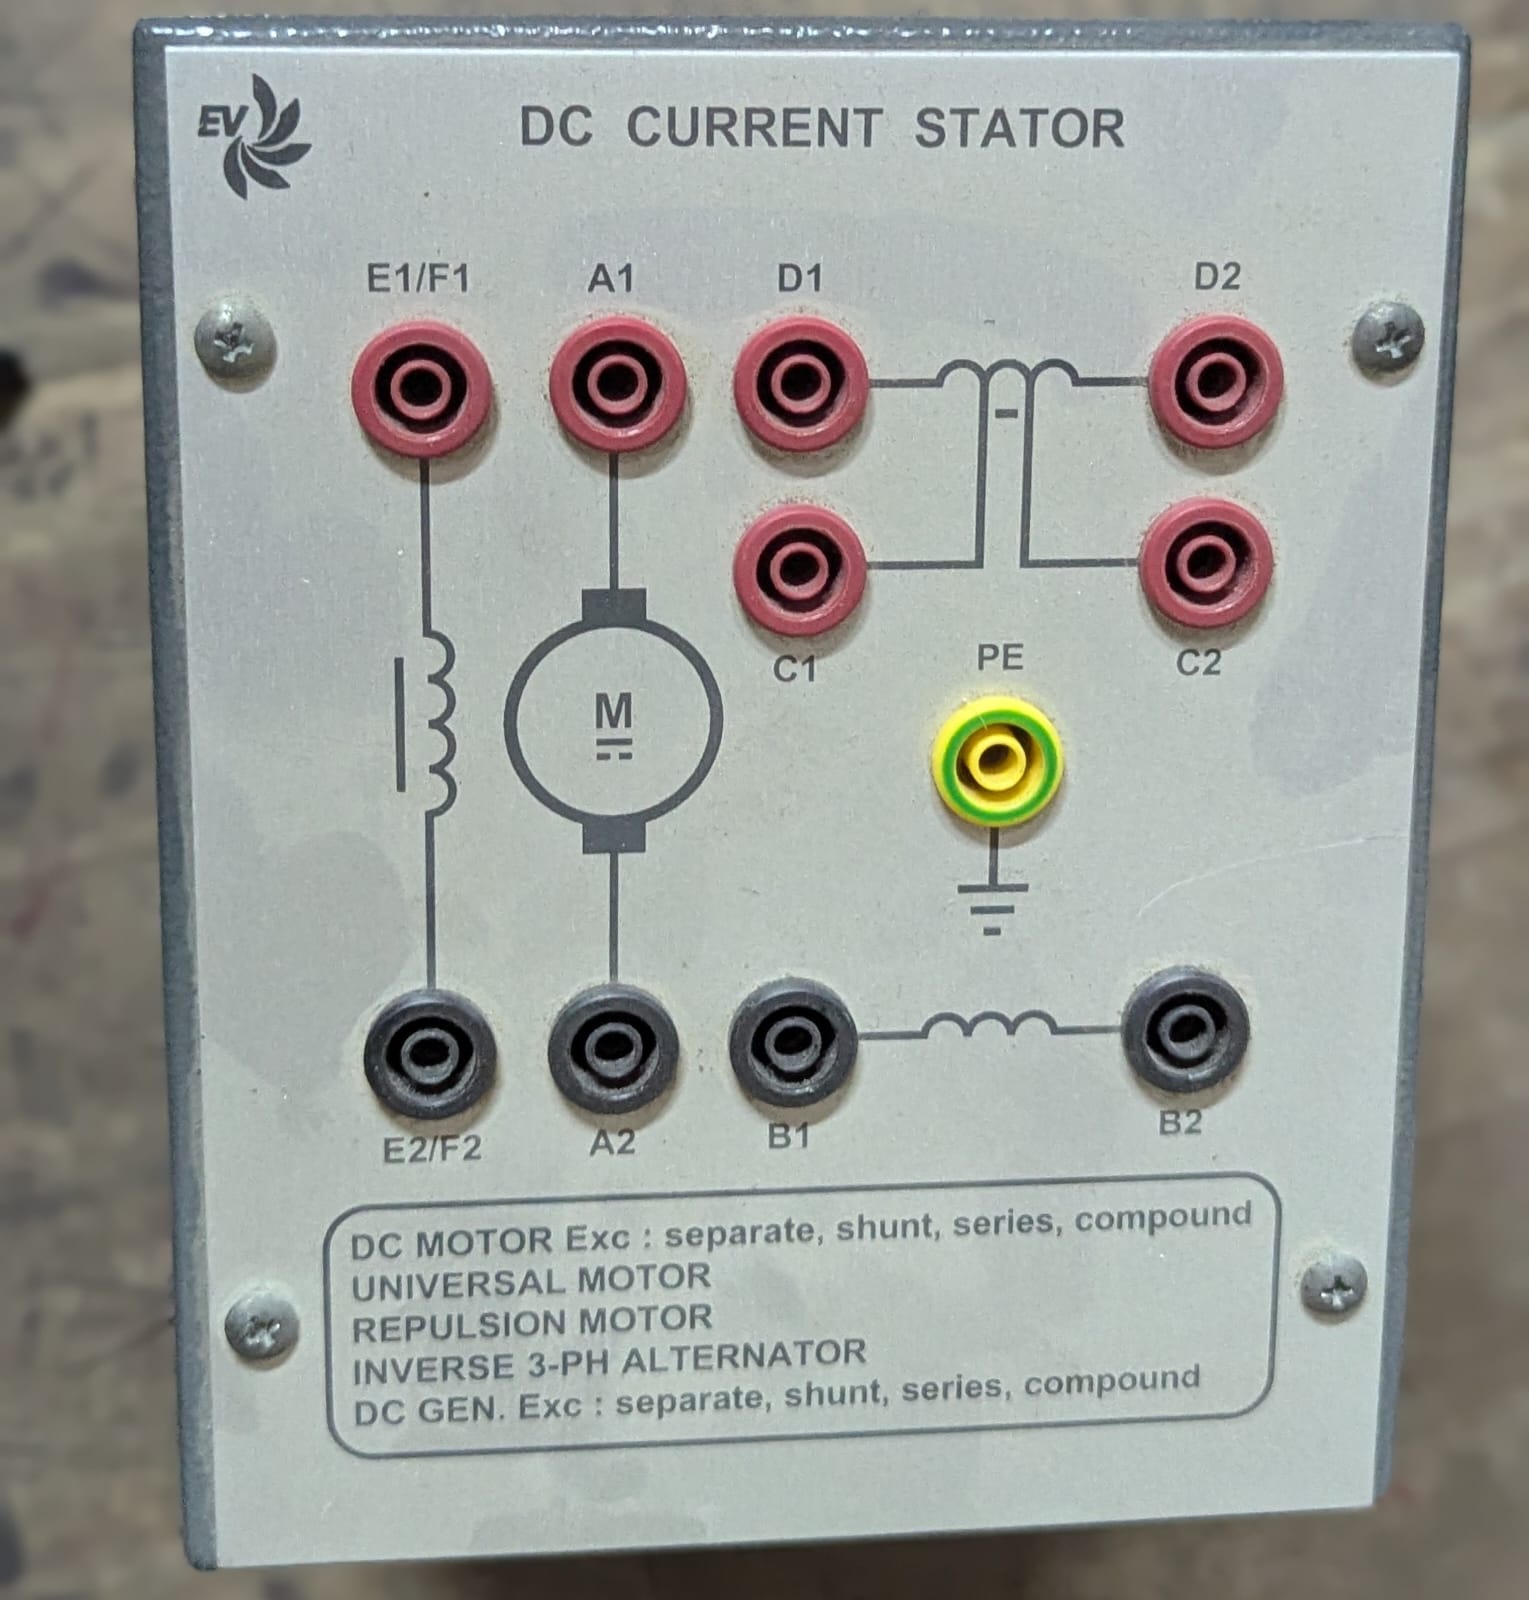 EV
DC CURRENT STATOR
E1/F1 A1 D1 D2
C1 PE C2
M
E2/F2 A2 B1 B2
DC MOTOR Exc : separate, shunt, series, compound
UNIVERSAL MOTOR
REPULSION MOTOR
INVERSE 3-PH ALTERNATOR
DC GEN. Exc : separate, shunt, series, compound